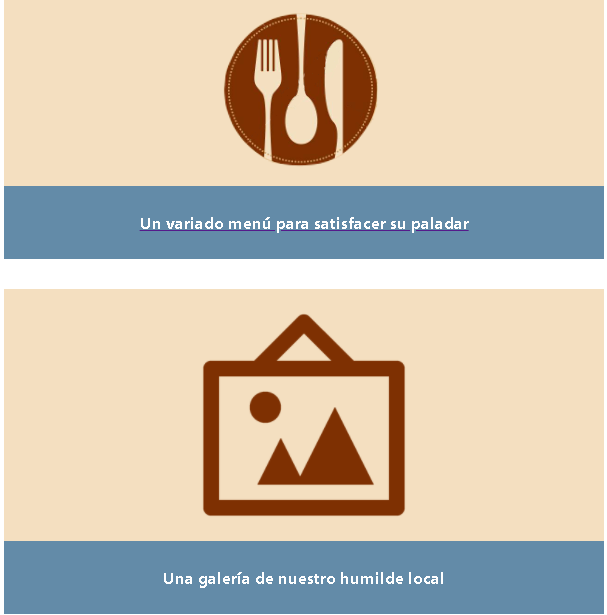 Un variado menú para satisfacer su paladar
Una galería de nuestro humilde local